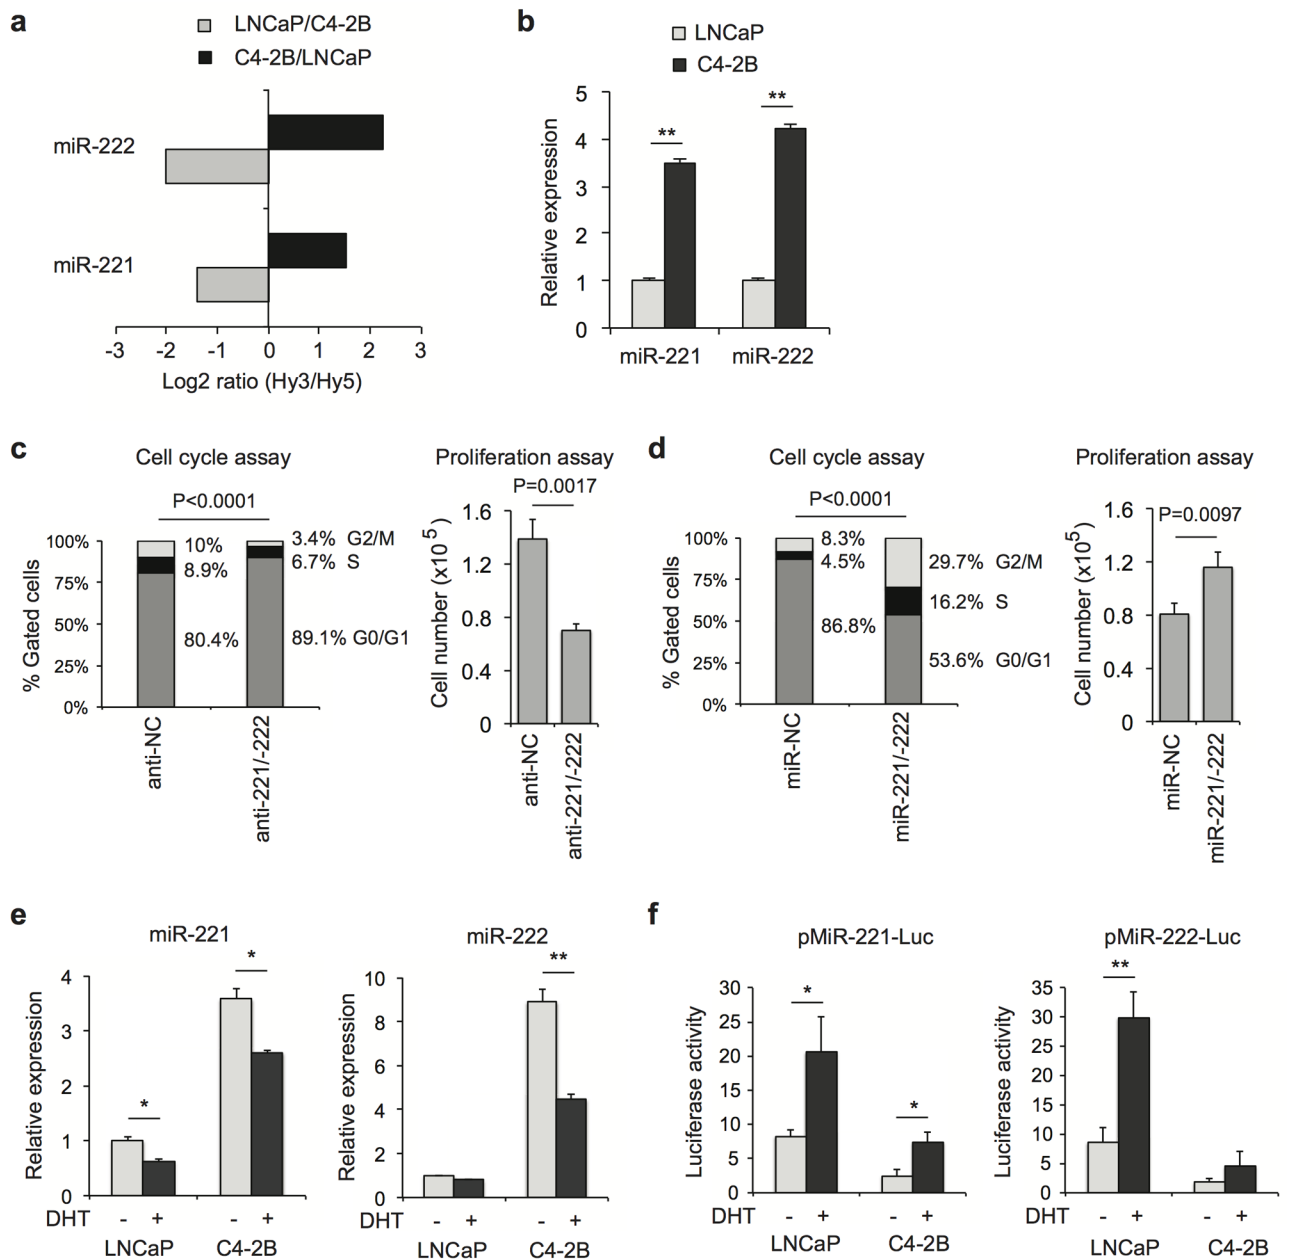 a
LNCaP/C4-2B
C4-2B/LNCaP
miR-222
miR-221
-3 -2 -1 0 1 2 3
Log2 ratio (Hy3/Hy5)
b
LNCaP
C4-2B
Relative expression
5
4
3
2
1
0
** **
miR-221 miR-222
c
Cell cycle assay
P<0.0001
% Gated cells
100%
75%
50%
25%
0%
10%
8.9%
80.4%
3.4% G2/M
6.7% S
89.1% G0/G1
anti-NC
anti-221/-222
Proliferation assay
P=0.0017
Cell number (x10 5)
1.6
1.2
0.8
0.4
0
anti-NC
anti-221/-222
d
Cell cycle assay
P<0.0001
% Gated cells
100%
75%
50%
25%
0%
8.3%
4.5%
86.8%
29.7% G2/M
16.2% S
53.6% G0/G1
miR-NC
miR-221/-222
Proliferation assay
P=0.0097
Cell number (x105)
1.6
1.2
0.8
0.4
0
miR-NC
miR-221/-222
e
miR-221
Relative expression
4
3
2
1
0
* *
DHT - + - +
LNCaP C4-2B
miR-222
Relative expression
10
8
6
4
2
0
**
DHT - + - +
LNCaP C4-2B
f
pMiR-221-Luc
Luciferase activity
30
25
20
15
10
5
0
* *
DHT - + - +
LNCaP C4-2B
pMiR-222-Luc
Luciferase activity
35
30
25
20
15
10
5
0
**
DHT - + - +
LNCaP C4-2B